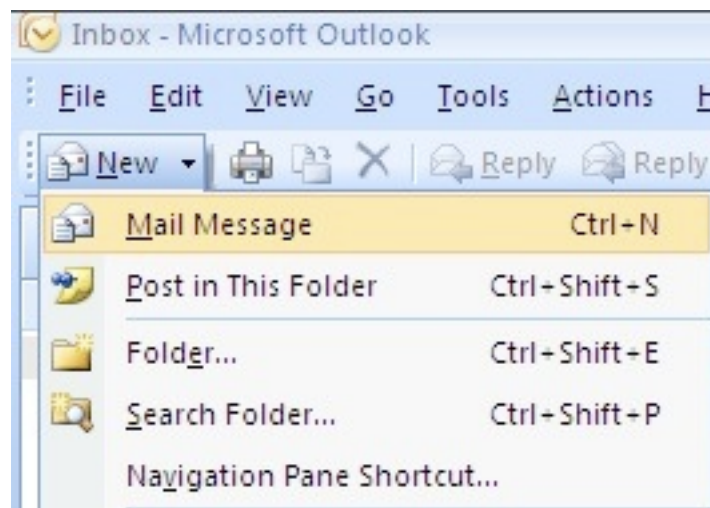 Inbox - Microsoft Outlook
File Edit View Go Tools Actions H
New Reply Reply
Mail Message Ctrl+N
Post in This Folder Ctrl+Shift+S
Folder... Ctrl+Shift+E
Search Folder... Ctrl+Shift+P
Navigation Pane Shortcut...